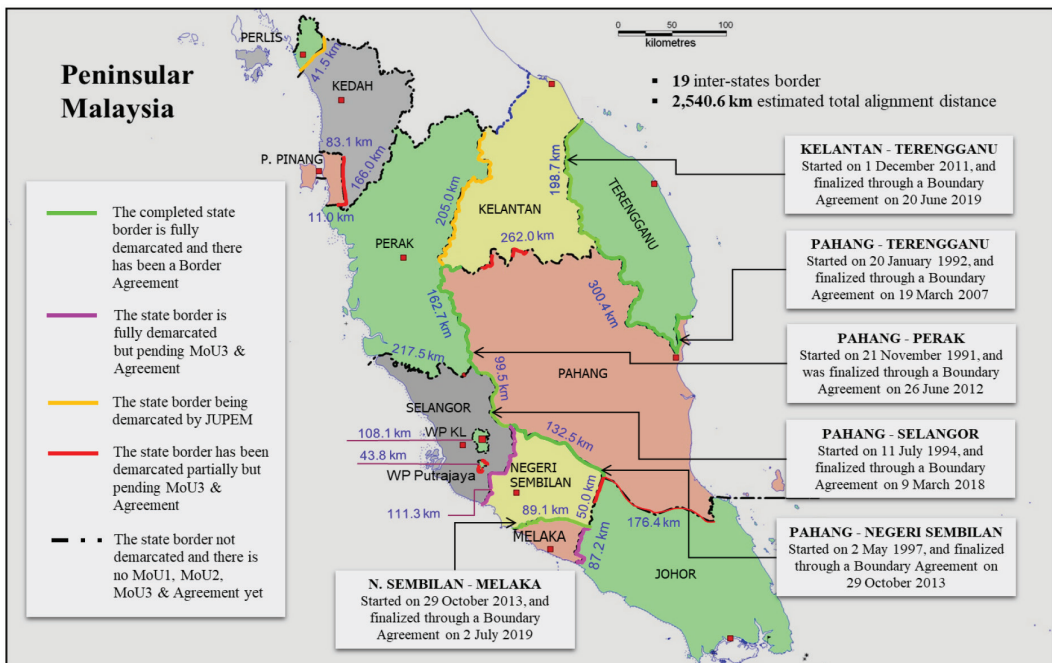 Peninsular
Malaysia
0 50 100
kilometres
▪ 19 inter-states border
▪ 2,540.6 km estimated total alignment distance
PERLIS
41.5 km
KEDAH
83.1 km
P. PINANG
166.0 km
11.0 km
205.0 km
PERAK
KELANTAN
198.7 km
TERENGGANU
262.0 km
300.4 km
162.7 km
217.5 km
99.5 km
PAHANG
SELANGOR
WP KL
108.1 km
43.8 km
WP Putrajaya
132.5 km
NEGERI
SEMBILAN
111.3 km
89.1 km
50.0 km
176.4 km
MELAKA
87.2 km
JOHOR
The completed state
border is fully
demarcated and there
has been a Border
Agreement
The state border is
fully demarcated
but pending MoU3 &
Agreement
The state border being
demarcated by JUPEM
The state border has been
demarcated partially but
pending MoU3 &
Agreement
The state border not
demarcated and there is
no MoU1, MoU2,
MoU3 & Agreement yet
KELANTAN - TERENGGANU
Started on 1 December 2011, and
finalized through a Boundary
Agreement on 20 June 2019
PAHANG - TERENGGANU
Started on 20 January 1992, and
finalized through a Boundary
Agreement on 19 March 2007
PAHANG - PERAK
Started on 21 November 1991, and
was finalized through a Boundary
Agreement on 26 June 2012
PAHANG - SELANGOR
Started on 11 July 1994, and
finalized through a Boundary
Agreement on
9 March 2018
PAHANG - NEGERI SEMBILAN
Started on 2 May 1997, and finalized
through a Boundary Agreement on
29 October 2013
N. SEMBILAN - MELAKA
Started on 29 October 2013, and
finalized through a Boundary
Agreement on 2 July 2019